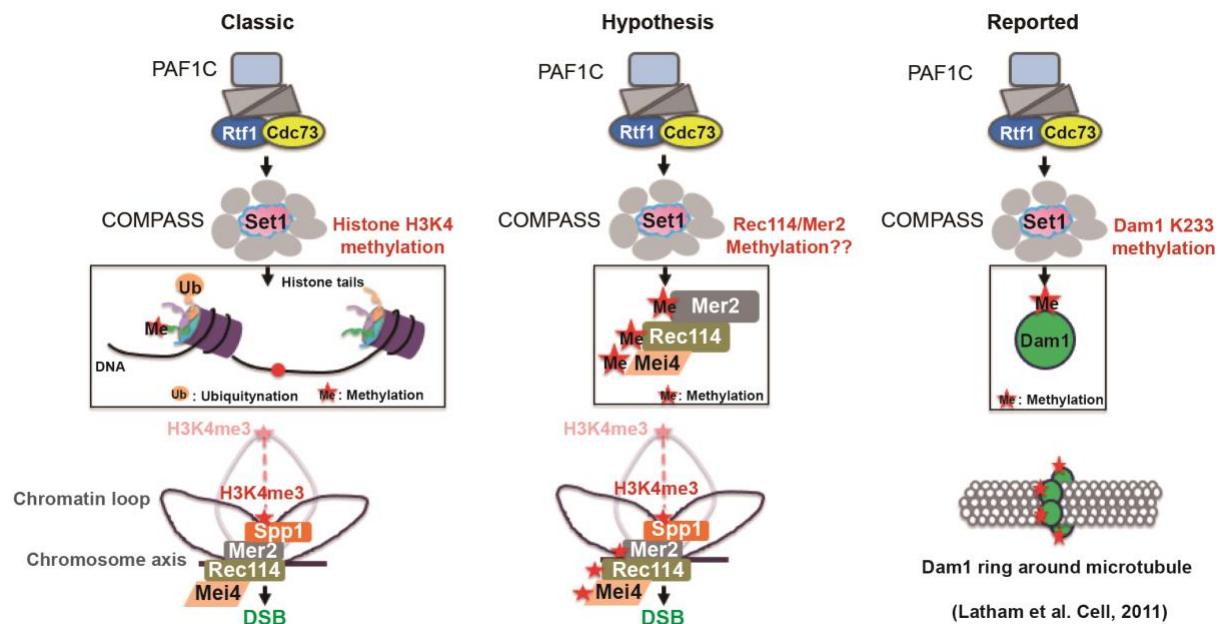 Classic
PAF1C
Rtf1 Cdc73
COMPASS
Set1
Histone H3K4
methylation
Ub
Histone tails
Me
DNA
Ub : Ubiquitynation Me : Methylation
H3K4me3
Chromatin loop
H3K4me3
Spp1
Mer2
Chromosome axis
Rec114
Mei4
DSB
Hypothesis
PAF1C
Rtf1 Cdc73
COMPASS
Set1
Rec114/Mer2
Methylation??
Me Mer2
Me Rec114
Me Mei4
Me : Methylation
H3K4me3
H3K4me3
Spp1
Mer2
Rec114
Mei4
DSB
Reported
PAF1C
Rtf1 Cdc73
COMPASS
Set1
Dam1 K233
methylation
Me
Dam1
Me : Methylation
Dam1 ring around microtubule
(Latham et al. Cell, 2011)